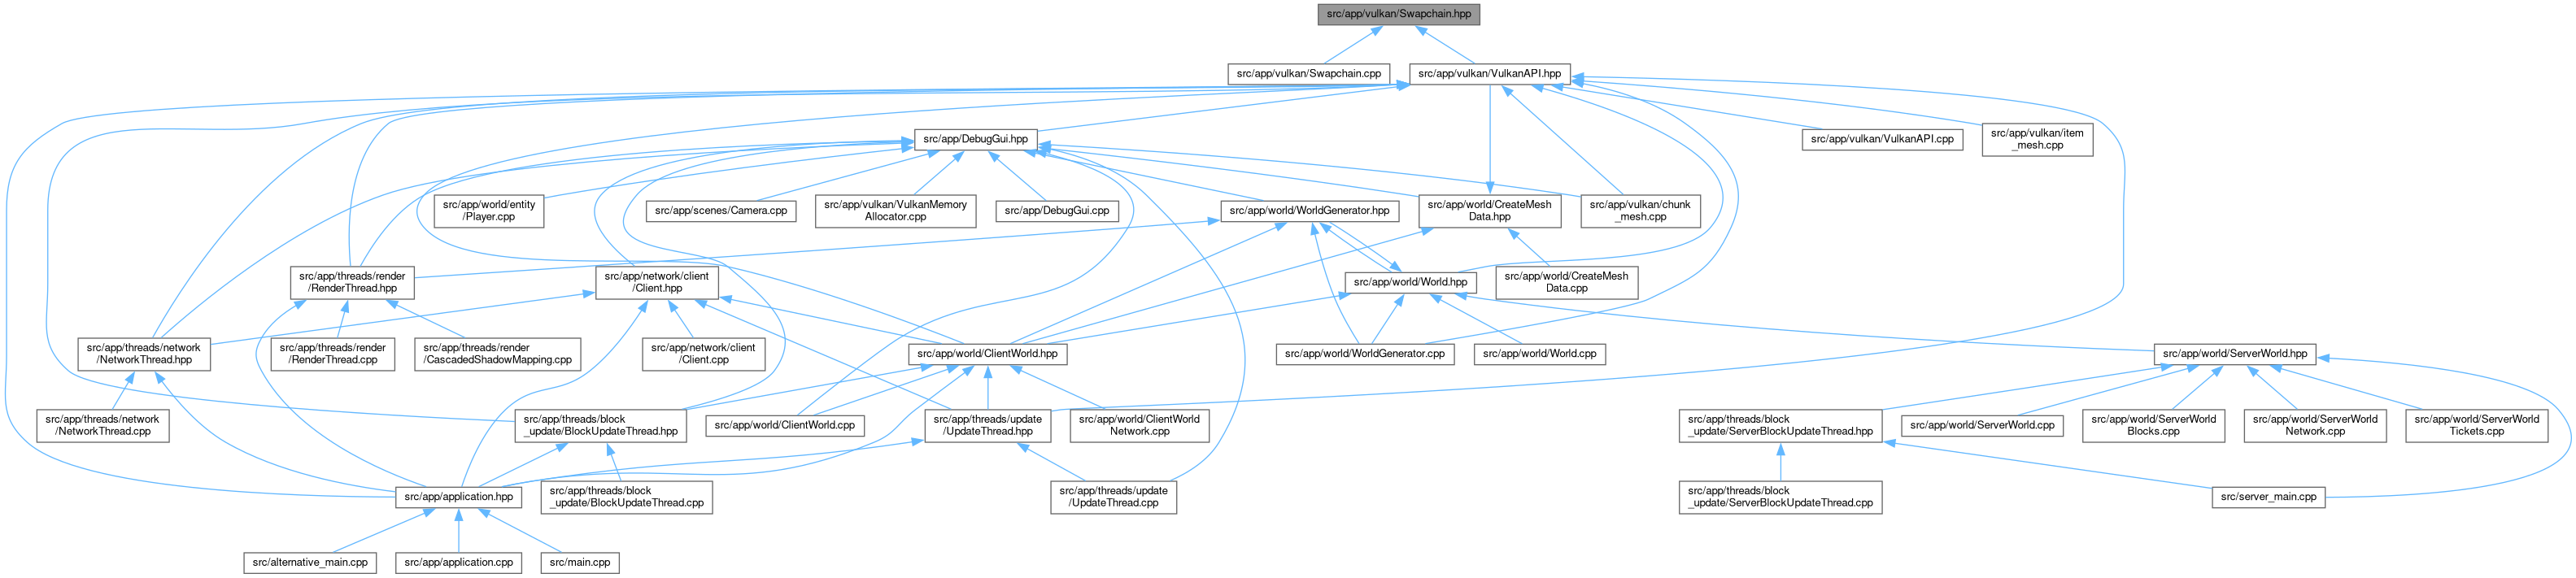 src/app/vulkan/Swapchain.hpp
src/app/vulkan/Swapchain.cpp
src/app/vulkan/VulkanAPI.hpp
src/app/DebugGui.hpp
src/app/vulkan/VulkanAPI.cpp
src/app/vulkan/item
_mesh.cpp
src/app/world/entity
/Player.cpp
src/app/scenes/Camera.cpp
src/app/vulkan/VulkanMemory
Allocator.cpp
src/app/DebugGui.cpp
src/app/world/WorldGenerator.hpp
src/app/world/CreateMesh
Data.hpp
src/app/vulkan/chunk
_mesh.cpp
src/app/threads/render
/RenderThread.hpp
src/app/network/client
/Client.hpp
src/app/world/World.hpp
src/app/world/CreateMesh
Data.cpp
src/app/threads/network
/NetworkThread.hpp
src/app/threads/render
/RenderThread.cpp
src/app/threads/render
/CascadedShadowMapping.cpp
src/app/network/client
/Client.cpp
src/app/world/ClientWorld.hpp
src/app/world/WorldGenerator.cpp
src/app/world/World.cpp
src/app/world/ServerWorld.hpp
src/app/threads/network
/NetworkThread.cpp
src/app/threads/block
_update/BlockUpdateThread.hpp
src/app/world/ClientWorld.cpp
src/app/threads/update
/UpdateThread.hpp
src/app/world/ClientWorld
Network.cpp
src/app/threads/block
_update/ServerBlockUpdateThread.hpp
src/app/world/ServerWorld.cpp
src/app/world/ServerWorld
Blocks.cpp
src/app/world/ServerWorld
Network.cpp
src/app/world/ServerWorld
Tickets.cpp
src/app/application.hpp
src/app/threads/block
_update/BlockUpdateThread.cpp
src/app/threads/update
/UpdateThread.cpp
src/app/threads/block
_update/ServerBlockUpdateThread.cpp
src/server_main.cpp
src/alternative_main.cpp
src/app/application.cpp
src/main.cpp